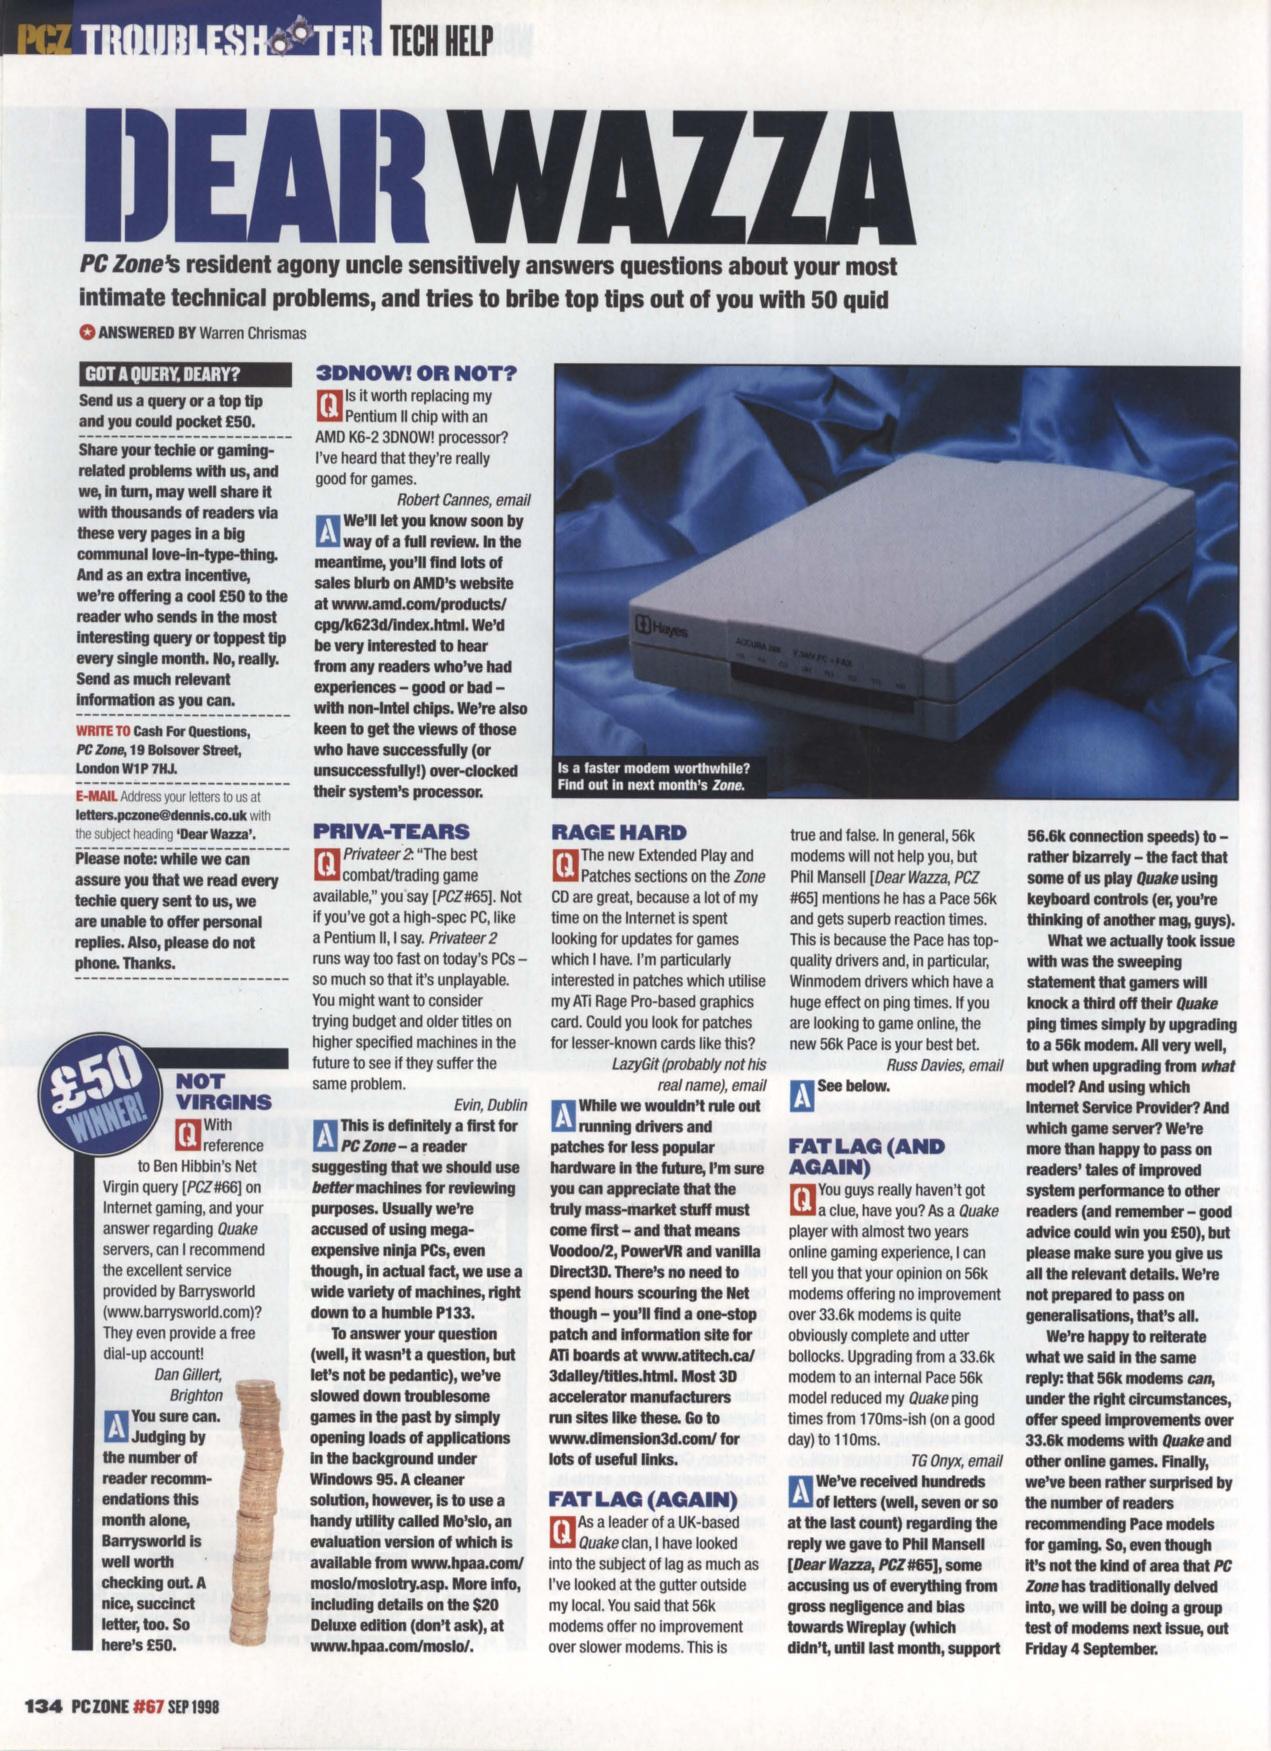 PCZ TROUBLESHOOTER TECH HELP
DEAR WAZZA
PC Zone's resident agony uncle sensitively answers questions about your most
intimate technical problems, and tries to bribe top tips out of you with 50 quid
ANSWERED BY Warren Chrismas
GOT A QUERY, DEARY?
Send us a query or a top tip
and you could pocket £50.
Share your techie or gaming-
related problems with us, and
we, in turn, may well share it
with thousands of readers via
these very pages in a big
communal love-in-type-thing.
And as an extra incentive,
we're offering a cool £50 to the
reader who sends in the most
interesting query or toppest tip
every single month. No, really.
Send as much relevant
information as you can.
WRITE TO Cash For Questions,
PC Zone, 19 Bolsover Street,
London W1P 7HJ.
E-MAIL Address your letters to us at
letters.pczone@dennis.co.uk with
the subject heading 'Dear Wazza'.
Please note: while we can
assure you that we read every
techie query sent to us, we
are unable to offer personal
replies. Also, please do not
phone. Thanks.
£50
WINNER!
NOT
VIRGINS
Q With
reference
to Ben Hibbin's Net
Virgin query [PCZ #66] on
Internet gaming, and your
answer regarding Quake
servers, can I recommend
the excellent service
provided by Barrysworld
(www.barrysworld.com)?
They even provide a free
dial-up account!
Dan Gillert,
Brighton
A You sure can.
Judging by
the number of
reader recomm-
endations this
month alone,
Barrysworld is
well worth
checking out. A
nice, succinct
letter, too. So
here's £50.
3DNOW! OR NOT?
Q Is it worth replacing my
Pentium II chip with an
AMD K6-2 3DNOW! processor?
I've heard that they're really
good for games.
Robert Cannes, email
A We'll let you know soon by
way of a full review. In the
meantime, you'll find lots of
sales blurb on AMD's website
at www.amd.com/products/
cpg/k623d/index.html. We'd
be very interested to hear
from any readers who've had
experiences – good or bad –
with non-Intel chips. We're also
keen to get the views of those
who have successfully (or
unsuccessfully!) over-clocked
their system's processor.
PRIVA-TEARS
Q Privateer 2: "The best
combat/trading game
available," you say [PCZ #65]. Not
if you've got a high-spec PC, like
a Pentium II, I say. Privateer 2
runs way too fast on today's PCs –
so much so that it's unplayable.
You might want to consider
trying budget and older titles on
higher specified machines in the
future to see if they suffer the
same problem.
Evin, Dublin
A This is definitely a first for
PC Zone – a reader
suggesting that we should use
better machines for reviewing
purposes. Usually we're
accused of using mega-
expensive ninja PCs, even
though, in actual fact, we use a
wide variety of machines, right
down to a humble P133.
To answer your question
(well, it wasn't a question, but
let's not be pedantic), we've
slowed down troublesome
games in the past by simply
opening loads of applications
in the background under
Windows 95. A cleaner
solution, however, is to use a
handy utility called Mo'slo, an
evaluation version of which is
available from www.hpaa.com/
moslo/moslotry.asp. More info,
including details on the $20
Deluxe edition (don't ask), at
www.hpaa.com/moslo/.
Hayes
ACCURA
Is a faster modem worthwhile?
Find out in next month's Zone.
RAGE HARD
Q The new Extended Play and
Patches sections on the Zone
CD are great, because a lot of my
time on the Internet is spent
looking for updates for games
which I have. I'm particularly
interested in patches which utilise
my ATi Rage Pro-based graphics
card. Could you look for patches
for lesser-known cards like this?
LazyGit (probably not his
real name), email
A While we wouldn't rule out
running drivers and
patches for less popular
hardware in the future, I'm sure
you can appreciate that the
truly mass-market stuff must
come first – and that means
Voodoo/2, PowerVR and vanilla
Direct3D. There's no need to
spend hours scouring the Net
though – you'll find a one-stop
patch and information site for
ATi boards at www.atitech.ca/
3dalley/titles.html. Most 3D
accelerator manufacturers
run sites like these. Go to
www.dimension3d.com/ for
lots of useful links.
FAT LAG (AGAIN)
Q As a leader of a UK-based
Quake clan, I have looked
into the subject of lag as much as
I've looked at the gutter outside
my local. You said that 56k
modems offer no improvement
over slower modems. This is
true and false. In general, 56k
modems will not help you, but
Phil Mansell [Dear Wazza, PCZ
#65] mentions he has a Pace 56k
and gets superb reaction times.
This is because the Pace has top-
quality drivers and, in particular,
Winmodem drivers which have a
huge effect on ping times. If you
are looking to game online, the
new 56k Pace is your best bet.
Russ Davies, email
A See below.
FAT LAG (AND
AGAIN)
Q You guys really haven't got
a clue, have you? As a Quake
player with almost two years
online gaming experience, I can
tell you that your opinion on 56k
modems offering no improvement
over 33.6k modems is quite
obviously complete and utter
bollocks. Upgrading from a 33.6k
modem to an internal Pace 56k
model reduced my Quake ping
times from 170ms-ish (on a good
day) to 110ms.
TG Onyx, email
A We've received hundreds
of letters (well, seven or so
at the last count) regarding the
reply we gave to Phil Mansell
[Dear Wazza, PCZ #65], some
accusing us of everything from
gross negligence and bias
towards Wireplay (which
didn't, until last month, support
56.6k connection speeds) to –
rather bizarrely – the fact that
some of us play Quake using
keyboard controls (er, you're
thinking of another mag, guys).
What we actually took issue
with was the sweeping
statement that gamers will
knock a third off their Quake
ping times simply by upgrading
to a 56k modem. All very well,
but when upgrading from what
model? And using which
Internet Service Provider? And
which game server? We're
more than happy to pass on
readers' tales of improved
system performance to other
readers (and remember – good
advice could win you £50), but
please make sure you give us
all the relevant details. We're
not prepared to pass on
generalisations, that's all.
We're happy to reiterate
what we said in the same
reply: that 56k modems can,
under the right circumstances,
offer speed improvements over
33.6k modems with Quake and
other online games. Finally,
we've been rather surprised by
the number of readers
recommending Pace models
for gaming. So, even though
it's not the kind of area that PC
Zone has traditionally delved
into, we will be doing a group
test of modems next issue, out
Friday 4 September.
134 PC ZONE #67 SEP 1998